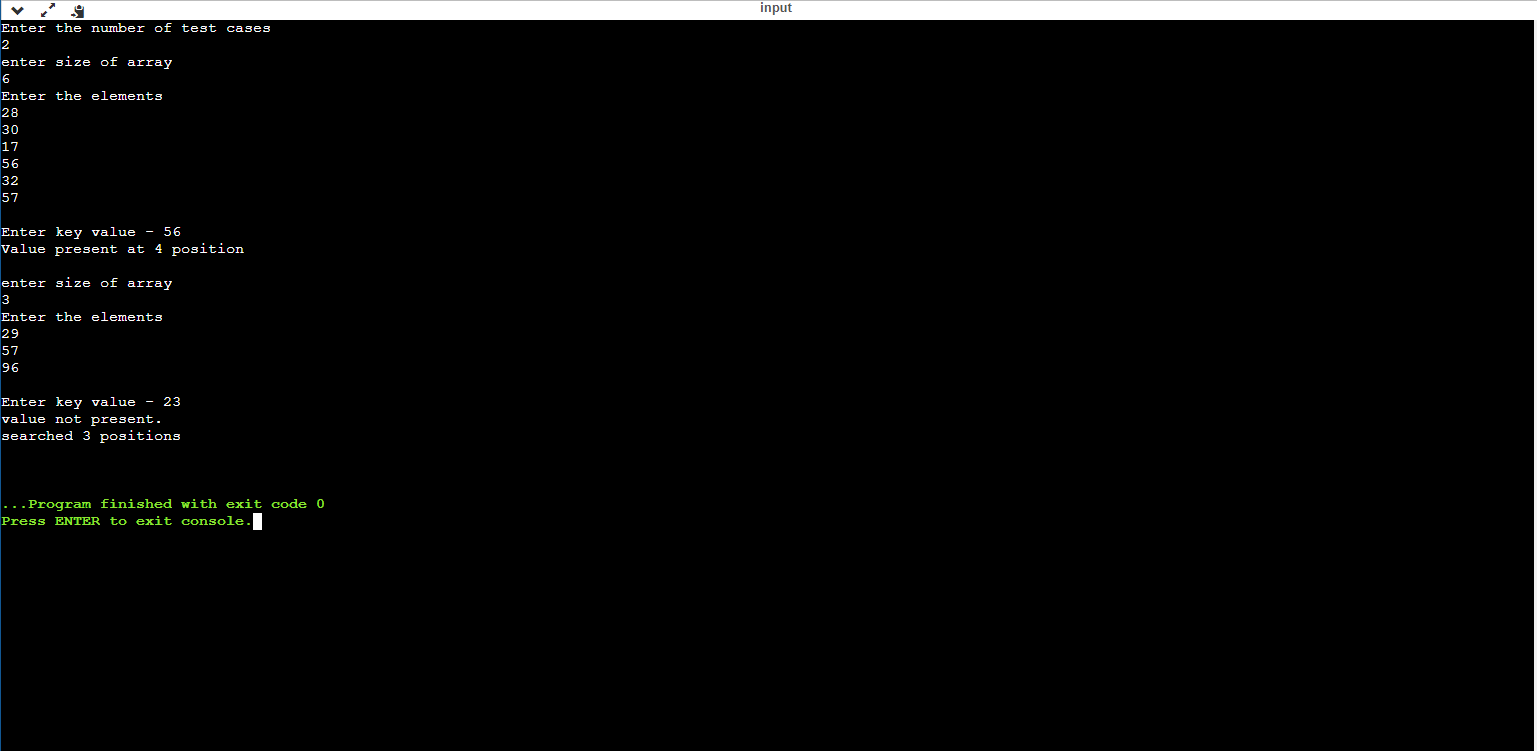 input
Enter the number of test cases
2
enter size of array
6
Enter the elements
28
30
17
56
32
57
Enter key value - 56
Value present at 4 position
enter size of array
3
Enter the elements
29
57
96
Enter key value - 23
value not present.
searched 3 positions
...Program finished with exit code 0
Press ENTER to exit console.